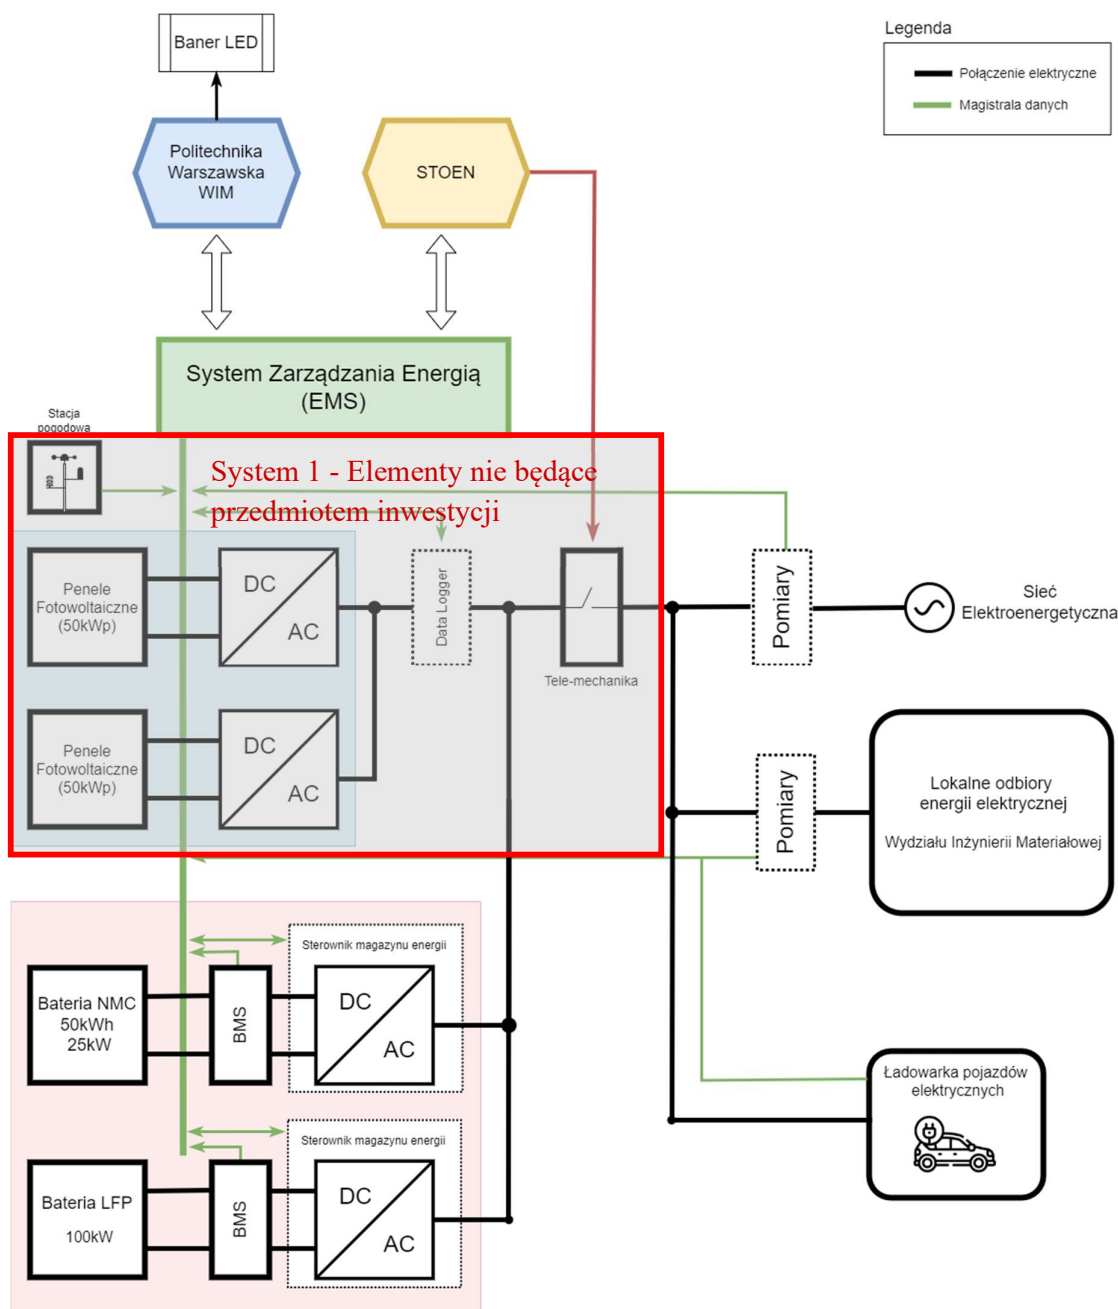 Baner LED
Legenda
Połączenie elektryczne
Magistrala danych
Politechnika
Warszawska
WIM
STOEN
System Zarządzania Energią
(EMS)
Stacja
pogodowa
System 1 - Elementy nie będące
przedmiotem inwestycji
Penele
Fotowoltaiczne
(50kWp)
DC
AC
Data Logger
Tele-mechanika
Pomiary
Sieć
Elektroenergetyczna
Penele
Fotowoltaiczne
(50kWp)
DC
AC
Pomiary
Lokalne odbiory
energii elektrycznej
Wydziału Inżynierii Materiałowej
Sterownik magazynu energii
Bateria NMC
50kWh
25kW
BMS
DC
AC
Ładowarka pojazdów
elektrycznych
Sterownik magazynu energii
Bateria LFP
100kW
BMS
DC
AC